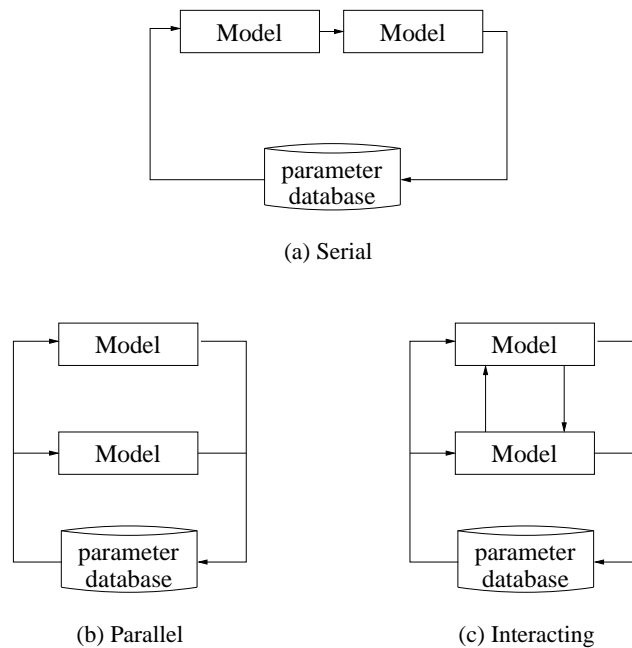 Model
Model
parameter
database
(a) Serial
Model
Model
parameter
database
(b) Parallel
Model
Model
parameter
database
(c) Interacting